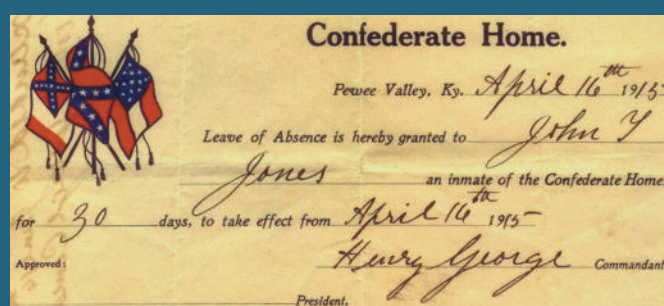 Confederate Home.
Pewee Valley, Ky. April 16th 1915
Leave of Absence is hereby granted to John Y
Jones an inmate of the Confederate Home
for 30 days, to take effect from April 16th 1915
Approved: Henry George Commandant
President.